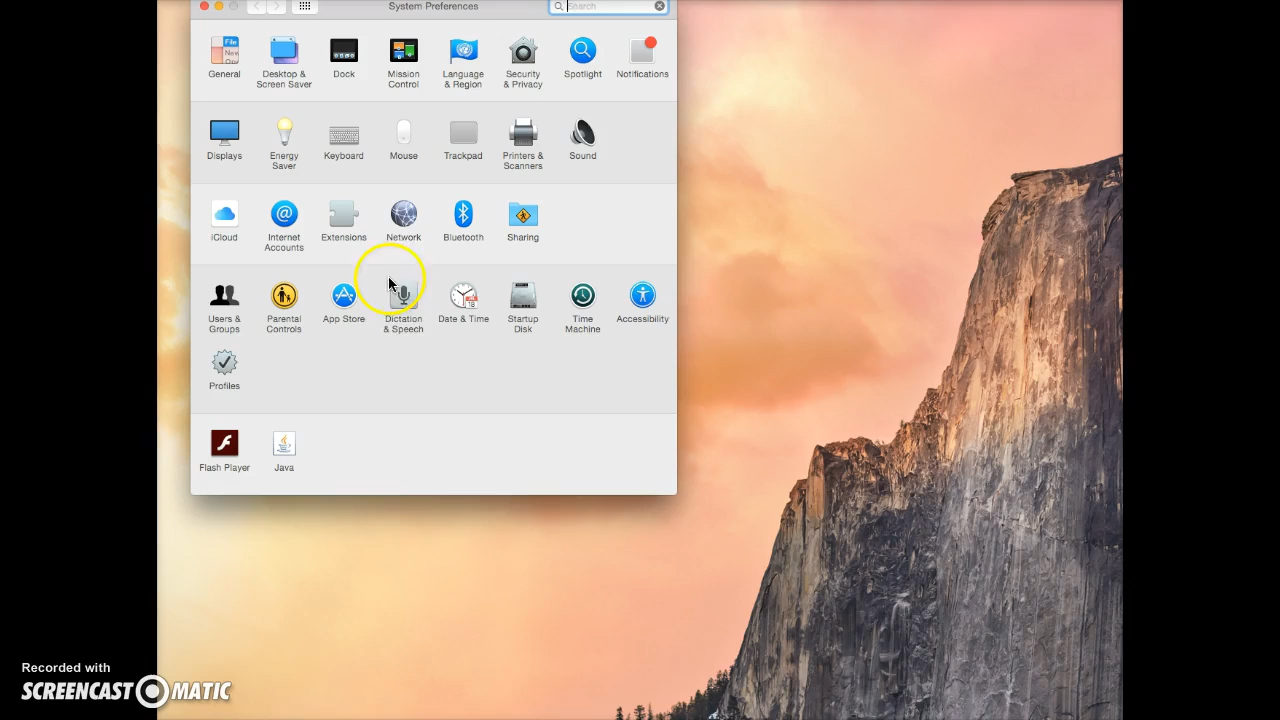 System Preferences
Search
File
New
General
Desktop &
Screen Saver
Dock
Mission
Control
Language
& Region
Security
& Privacy
Spotlight
Notifications
Displays
Energy
Saver
Keyboard
Mouse
Trackpad
Printers &
Scanners
Sound
iCloud
Internet
Accounts
Extensions
Network
Bluetooth
Sharing
Users &
Groups
Parental
Controls
App Store
Dictation
& Speech
Date & Time
Startup
Disk
Time
Machine
Accessibility
Profiles
Flash Player
Java
Recorded with
SCREENCAST-O-MATIC